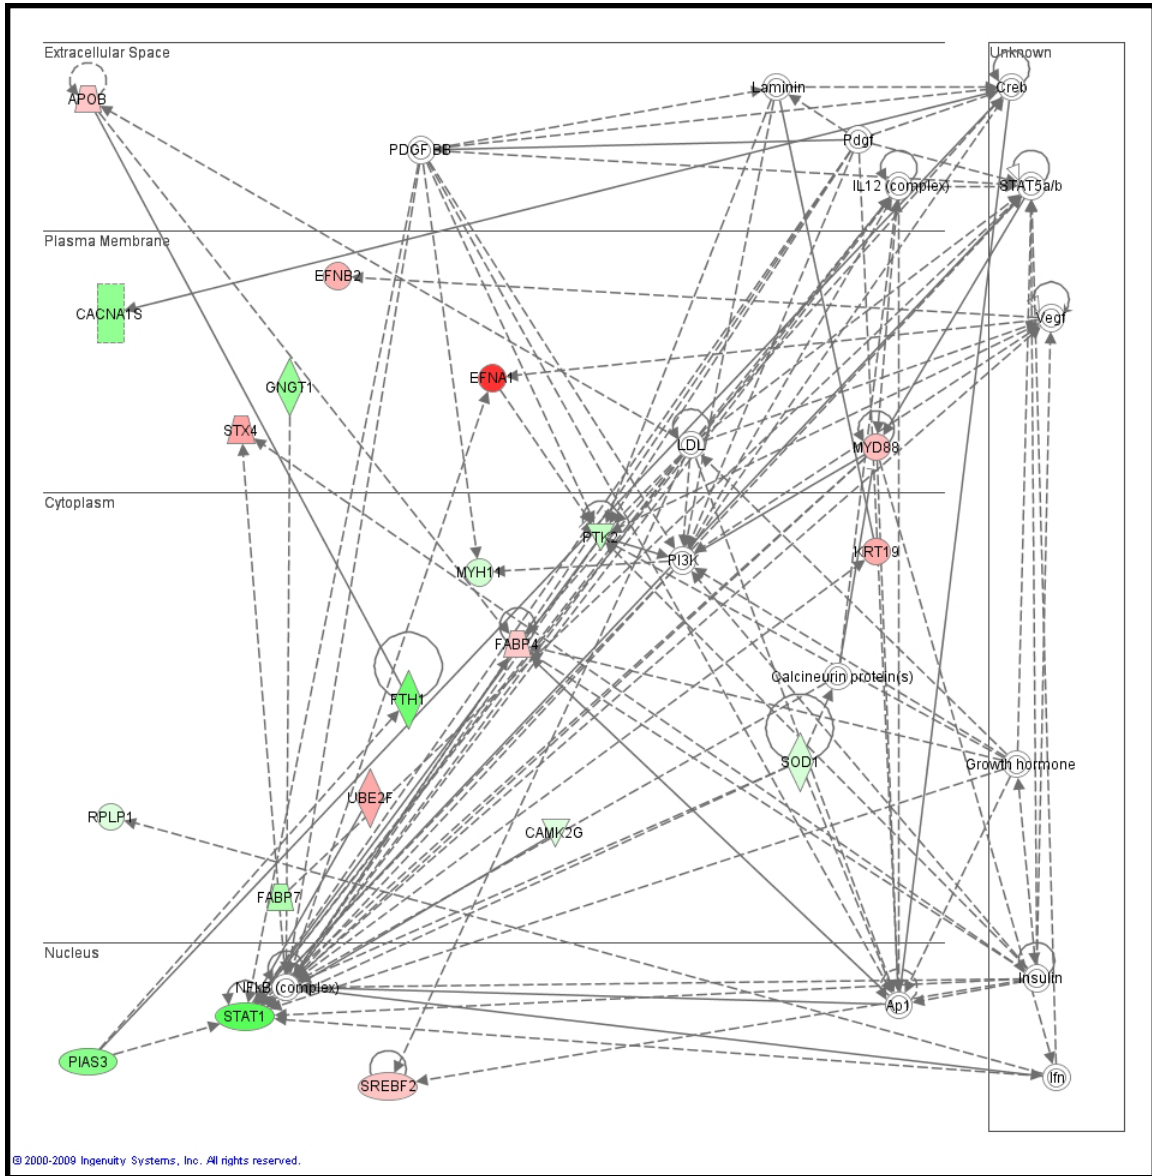 Extracellular Space
Unknown
APOB
Laminin
Creb
Pdgf
PDGF BB
IL12 (complex)
STAT5a/b
Plasma Membrane
EFNB2
CACNA1S
Vegf
EFNA1
GNGT1
STX4
LDL
MYD88
Cytoplasm
PTK2
KRT19
PI3K
MYH11
FABP4
Calcineurin protein(s)
FTH1
SOD1
Growth hormone
UBE2F
RPLP1
CAMK2G
FABP7
Nucleus
Insulin
NFkB (complex)
Ap1
STAT1
PIAS3
Ifn
SREBF2
© 2000-2009 Ingenuity Systems, Inc. All rights reserved.